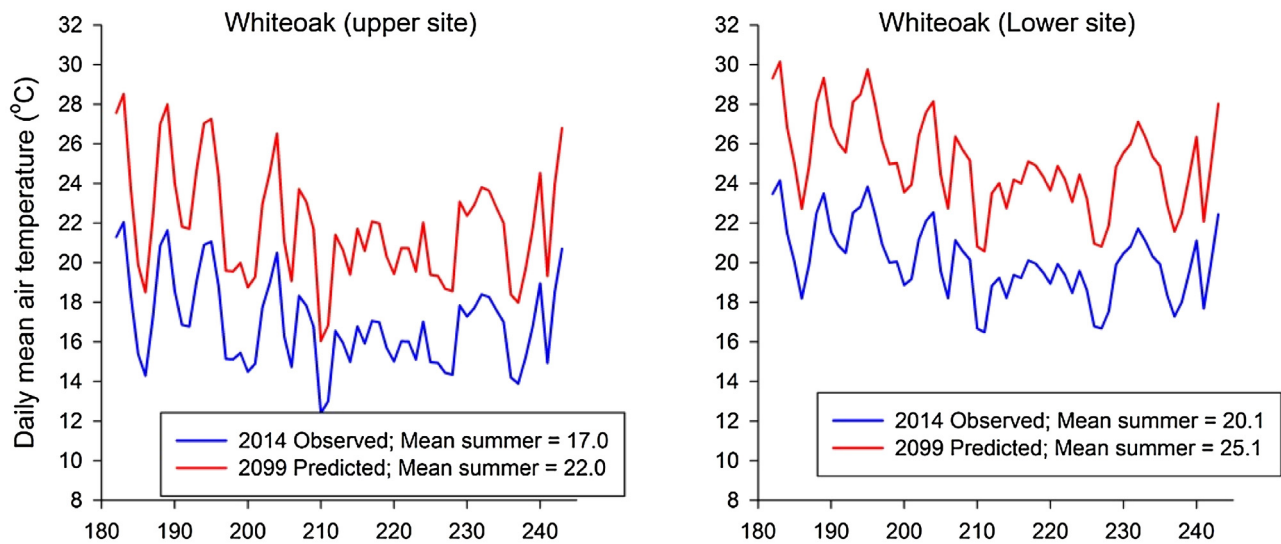 Whiteoak (upper site)
Daily mean air temperature (°C)
32
30
28
26
24
22
20
18
16
14
12
10
8
2014 Observed; Mean summer = 17.0
2099 Predicted; Mean summer = 22.0
180 190 200 210 220 230 240
Whiteoak (Lower site)
32
30
28
26
24
22
20
18
16
14
12
10
8
2014 Observed; Mean summer = 20.1
2099 Predicted; Mean summer = 25.1
180 190 200 210 220 230 240